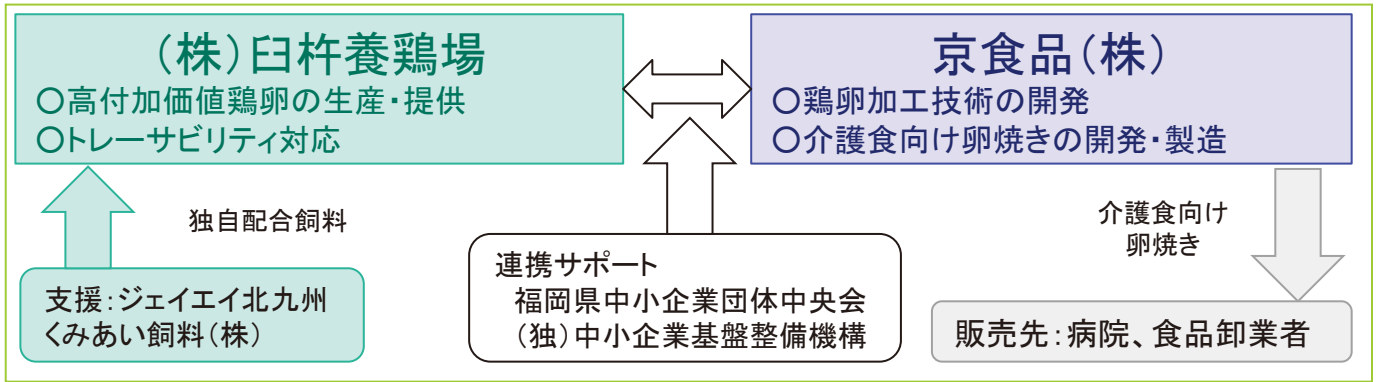 (株)臼杵養鶏場
○高付加価値鶏卵の生産・提供
○トレーサビリティ対応
京食品(株)
○鶏卵加工技術の開発
○介護食向け卵焼きの開発・製造
独自配合飼料
介護食向け
卵焼き
支援:ジェイエイ北九州
くみあい飼料(株)
連携サポート
福岡県中小企業団体中央会
(独)中小企業基盤整備機構
販売先:病院、食品卸業者